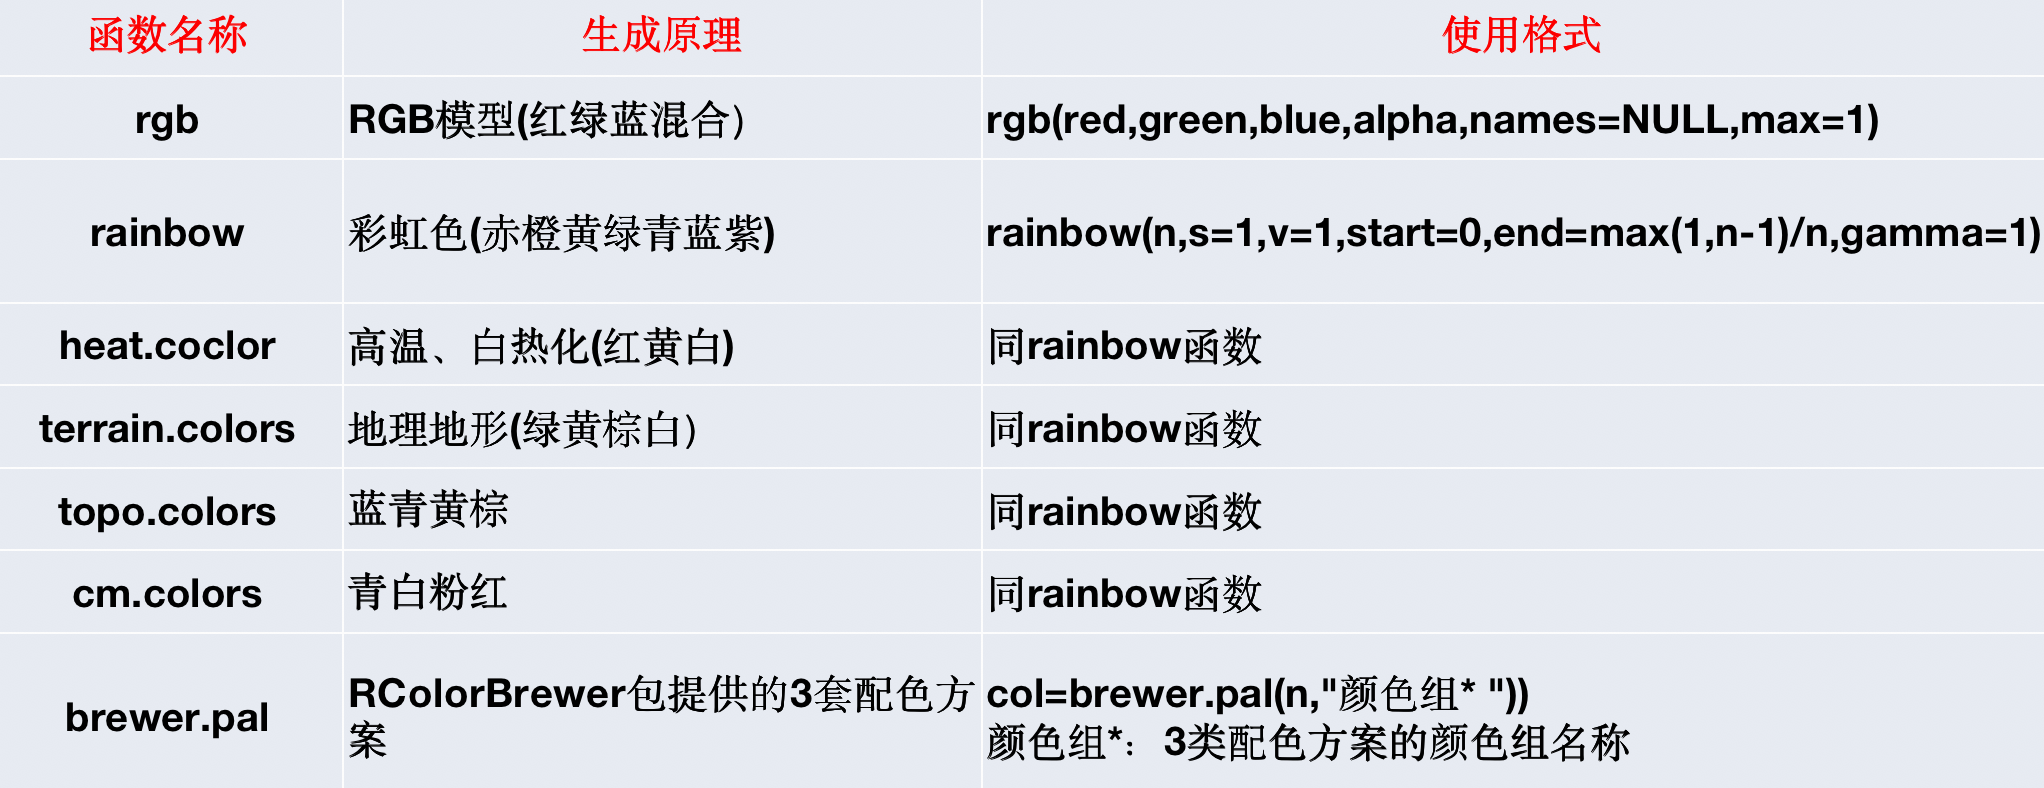 函数名称 生成原理 使用格式
rgb RGB模型(红绿蓝混合） rgb(red,green,blue,alpha,names=NULL,max=1)
rainbow 彩虹色(赤橙黄绿青蓝紫) rainbow(n,s=1,v=1,start=0,end=max(1,n-1)/n,gamma=1)
heat.coclor 高温、白热化(红黄白) 同rainbow函数
terrain.colors 地理地形(绿黄棕白） 同rainbow函数
topo.colors 蓝青黄棕 同rainbow函数
cm.colors 青白粉红 同rainbow函数
brewer.pal
RColorBrewer包提供的3套配色方
案
col=brewer.pal(n,"颜色组* "))
颜色组*：3类配色方案的颜色组名称